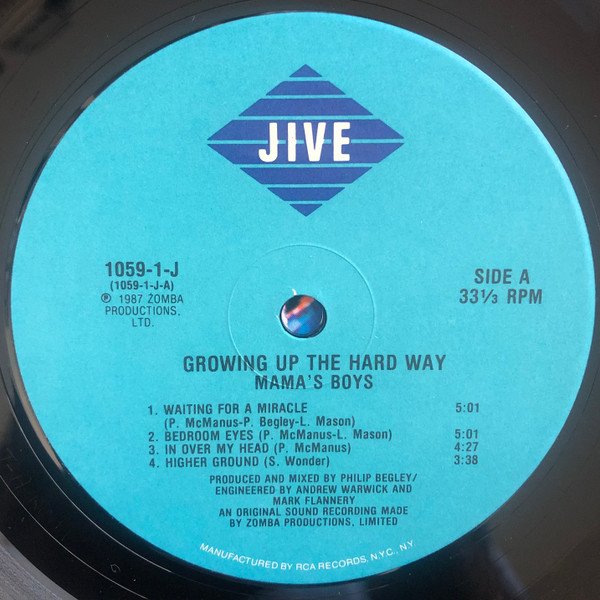 JIVE
1059-1-J
(1059-1-J-A)
℗ 1987 ZOMBA
PRODUCTIONS,
LTD.
SIDE A
33⅓ RPM
GROWING UP THE HARD WAY
MAMA'S BOYS
1. WAITING FOR A MIRACLE 5:01
(P. McManus-P. Begley-L. Mason)
2. BEDROOM EYES (P. McManus-L. Mason) 5:01
3. IN OVER MY HEAD (P. McManus) 4:27
4. HIGHER GROUND (S. Wonder) 3:38
PRODUCED AND MIXED BY PHILIP BEGLEY/
ENGINEERED BY ANDREW WARWICK AND
MARK FLANNERY
AN ORIGINAL SOUND RECORDING MADE
BY ZOMBA PRODUCTIONS, LIMITED
MANUFACTURED BY RCA RECORDS, N.Y.C., N.Y.